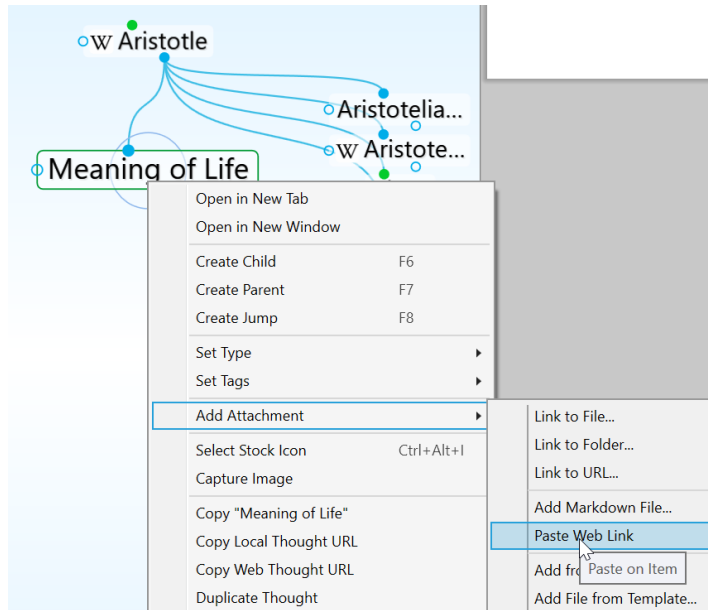 W Aristotle
Aristotelia...
W Aristote...
Meaning of Life
Open in New Tab
Open in New Window
Create Child F6
Create Parent F7
Create Jump F8
Set Type
Set Tags
Add Attachment
Select Stock Icon Ctrl+Alt+I
Capture Image
Copy "Meaning of Life"
Copy Local Thought URL
Copy Web Thought URL
Duplicate Thought
Link to File...
Link to Folder...
Link to URL...
Add Markdown File...
Paste Web Link
Add
Paste on Item
Add File from Template...